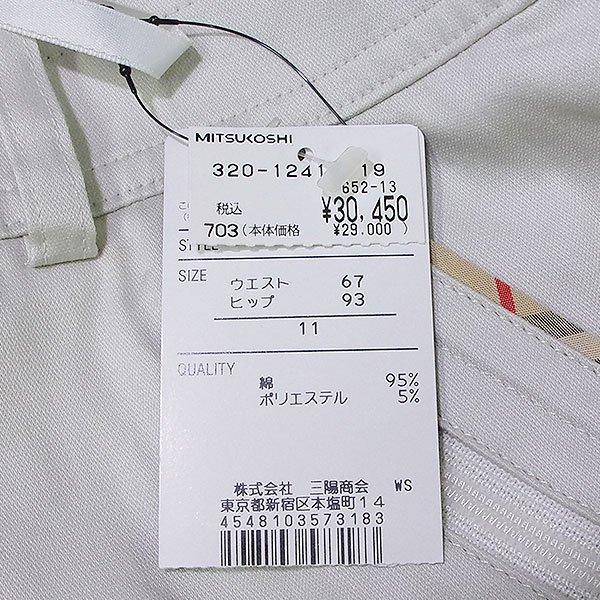 MITSUKOSHI
320-1241 19
652-13
税込 ¥30,450
703 (本体価格 ¥29.000 )
STYLE
SIZE ウエスト 67
ヒップ 93
11
QUALITY
綿 95%
ポリエステル 5%
株式会社 三陽商会 WS
東京都新宿区本塩町14
4548103573183